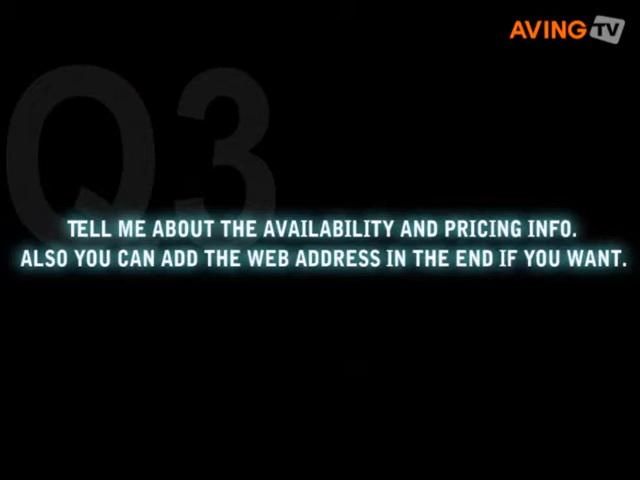 AVING TV
Q3
TELL ME ABOUT THE AVAILABILITY AND PRICING INFO.
ALSO YOU CAN ADD THE WEB ADDRESS IN THE END IF YOU WANT.